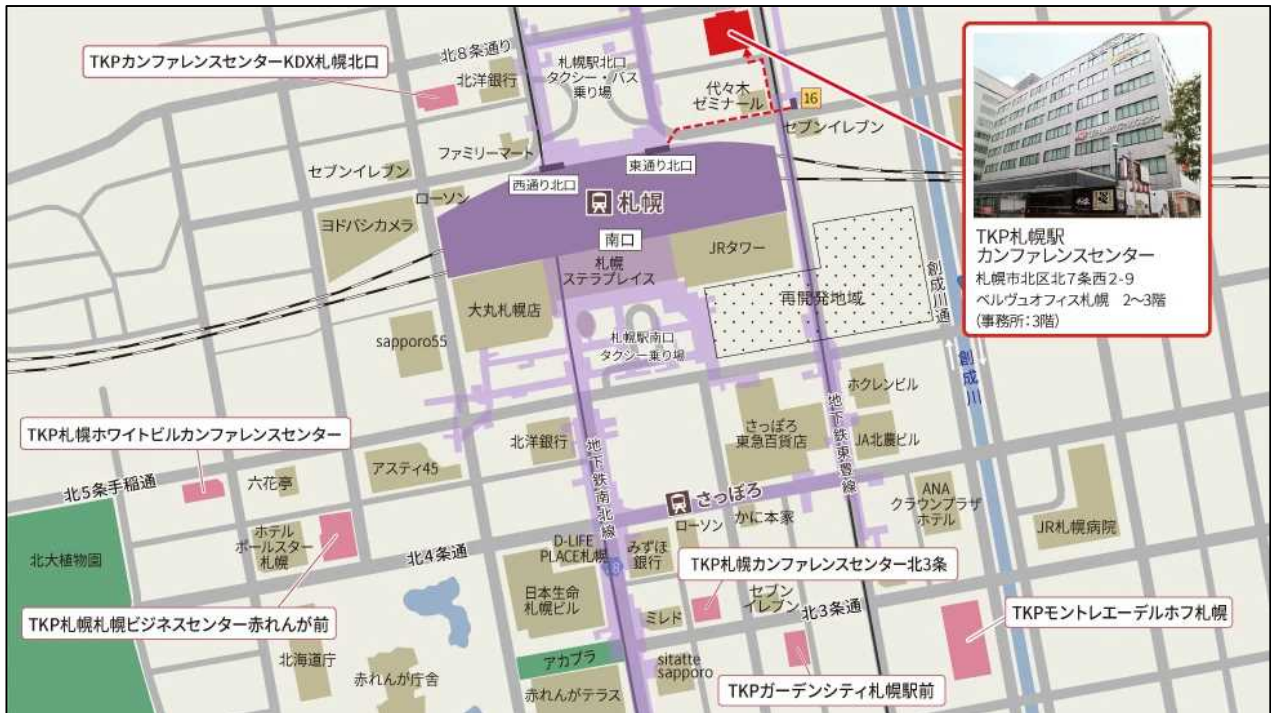 TKPカンファレンスセンターKDX札幌北口
北8条通り
北洋銀行
札幌駅北口
タクシー・バス
乗り場
代々木
ゼミナール
16
セブンイレブン
ファミリーマート
セブンイレブン
東通り北口
西通り北口
ローソン
札幌
ヨドバシカメラ
南口
JRタワー
札幌
ステラプレイス
TKP札幌駅
カンファレンスセンター
札幌市北区北7条西2-9
ベルヴュオフィス札幌 2~3階
(事務所:3階)
大丸札幌店
再開発地域
創成川通
sapporo55
札幌駅南口
タクシー乗り場
創成川
ホクレンビル
TKP札幌ホワイトビルカンファレンスセンター
北洋銀行
地下鉄南北線
さっぽろ
東急百貨店
地下鉄東豊線
JA北農ビル
アスティ45
北5条手稲通
六花亭
さっぽろ
ANA
クラウンプラザ
ホテル
ローソン
かに本家
JR札幌病院
ホテル
ポールスター
札幌
北4条通
D-LIFE
PLACE札幌
みずほ
銀行
北大植物園
TKP札幌カンファレンスセンター北3条
日本生命
札幌ビル
セブン
イレブン
北3条通
ミレド
TKPモントレエーデルホフ札幌
TKP札幌札幌ビジネスセンター赤れんが前
北海道庁
赤れんが庁舎
アカプラ
sitatte
sapporo
赤れんがテラス
TKPガーデンシティ札幌駅前